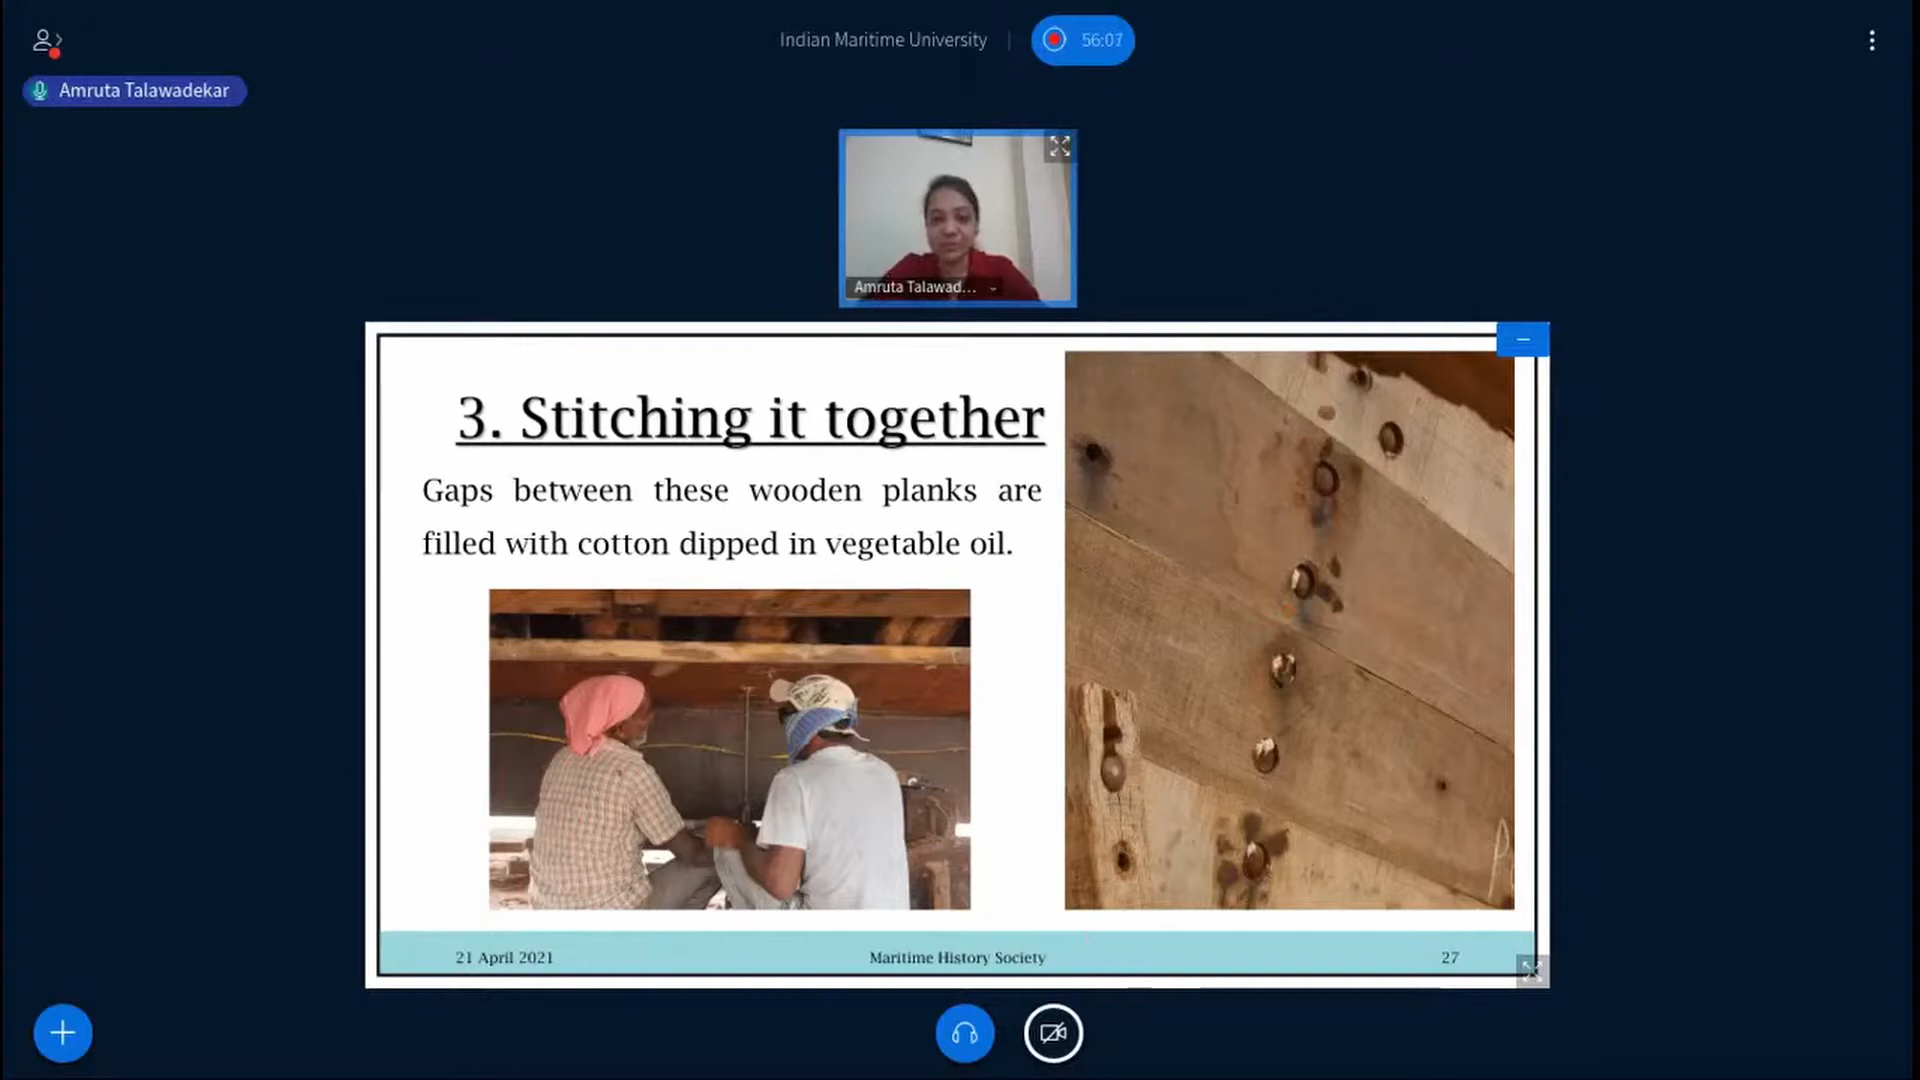 Indian Maritime University
56:07
Amruta Talawadekar
Amruta Talawad...
3. Stitching it together
Gaps between these wooden planks are
filled with cotton dipped in vegetable oil.
21 April 2021
Maritime History Society
27